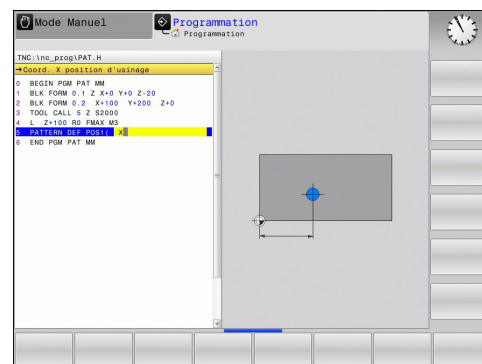 Mode Manuel
Programmation
Programmation
TNC:\nc_prog\PAT.H
→Coord. X position d'usinage
0 BEGIN PGM PAT MM
1 BLK FORM 0.1 Z X+0 Y+0 Z-20
2 BLK FORM 0.2 X+100 Y+200 Z+0
3 TOOL CALL 5 Z S2000
4 L Z+100 R0 FMAX M3
5 PATTERN DEF POS1( X
6 END PGM PAT MM